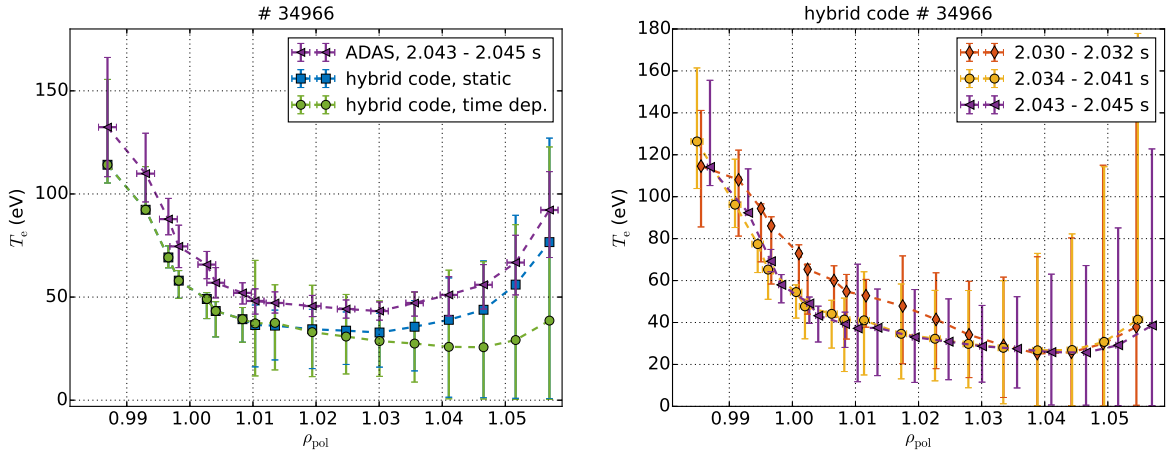 # 34966
ADAS, 2.043 - 2.045 s
hybrid code, static
hybrid code, time dep.
150
100
50
0
T_e (eV)
0.99 1.00 1.01 1.02 1.03 1.04 1.05
ρ_pol
hybrid code # 34966
2.030 - 2.032 s
2.034 - 2.041 s
2.043 - 2.045 s
180
160
140
120
100
80
60
40
20
0
T_e (eV)
0.99 1.00 1.01 1.02 1.03 1.04 1.05
ρ_pol